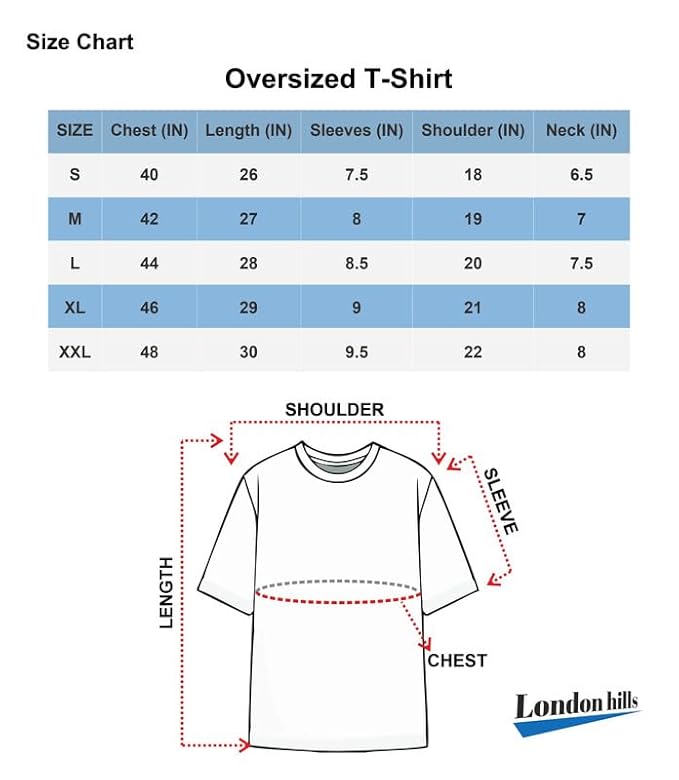 Size Chart
Oversized T-Shirt
SIZE Chest (IN) Length (IN) Sleeves (IN) Shoulder (IN) Neck (IN)
S 40 26 7.5 18 6.5
M 42 27 8 19 7
L 44 28 8.5 20 7.5
XL 46 29 9 21 8
XXL 48 30 9.5 22 8
SHOULDER
SLEEVE
LENGTH
CHEST
London hills